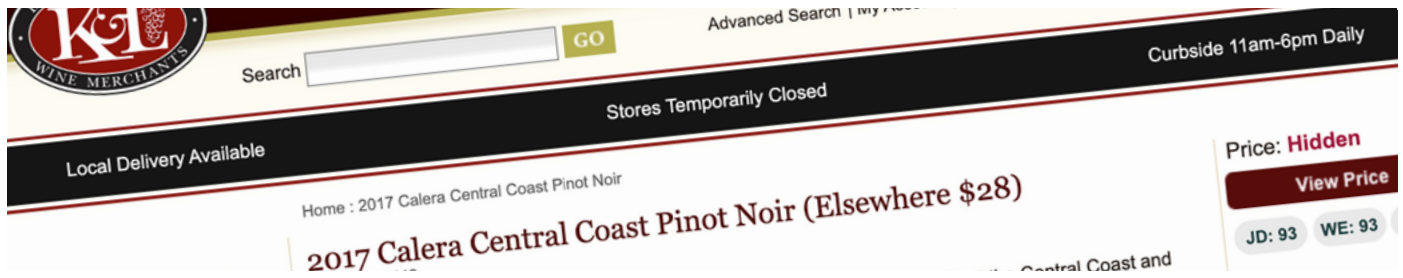 K&L
WINE MERCHANTS
Search
GO
Advanced Search | My
Local Delivery Available
Stores Temporarily Closed
Curbside 11am-6pm Daily
Home : 2017 Calera Central Coast Pinot Noir
2017 Calera Central Coast Pinot Noir (Elsewhere $28)
Price: Hidden
View Price
JD: 93 WE: 93
Central Coast and